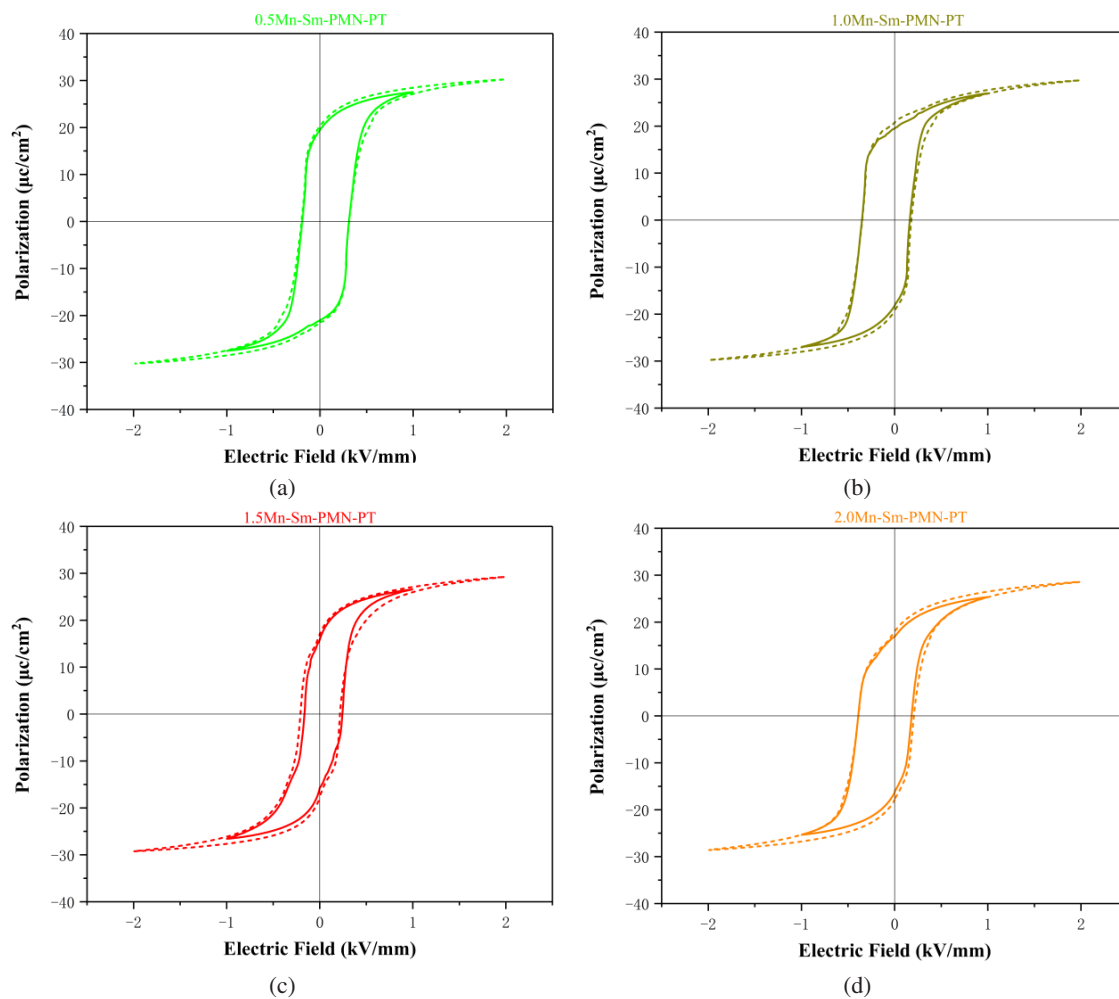 0.5Mn-Sm-PMN-PT
40
30
20
10
0
−10
−20
−30
−40
Polarization (μc/cm²)
−2 −1 0 1 2
Electric Field (kV/mm)
(a)
1.0Mn-Sm-PMN-PT
40
30
20
10
0
−10
−20
−30
−40
Polarization (μc/cm²)
−2 −1 0 1 2
Electric Field (kV/mm)
(b)
1.5Mn-Sm-PMN-PT
40
30
20
10
0
−10
−20
−30
−40
Polarization (μc/cm²)
−2 −1 0 1 2
Electric Field (kV/mm)
(c)
2.0Mn-Sm-PMN-PT
40
30
20
10
0
−10
−20
−30
−40
Polarization (μc/cm²)
−2 −1 0 1 2
Electric Field (kV/mm)
(d)